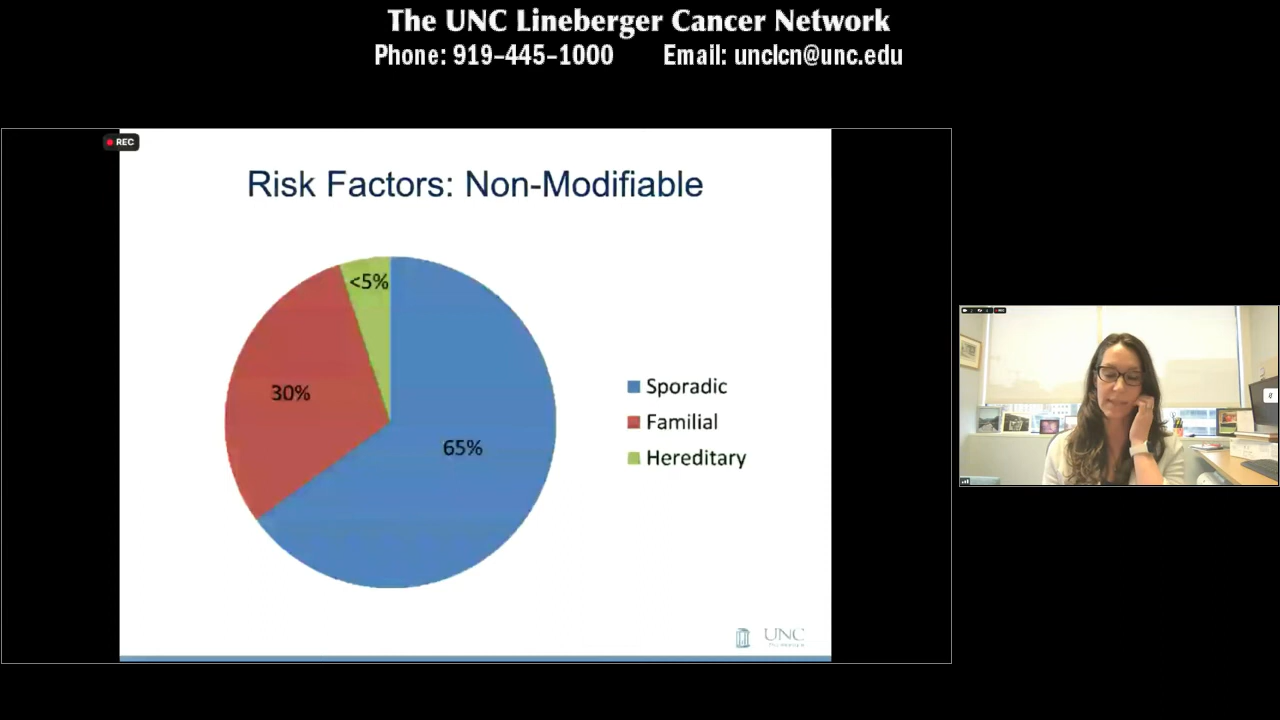 The UNC Lineberger Cancer Network
Phone: 919-445-1000 Email: unclcn@unc.edu
REC
Risk Factors: Non-Modifiable
<5%
30%
65%
Sporadic
Familial
Hereditary
UNC